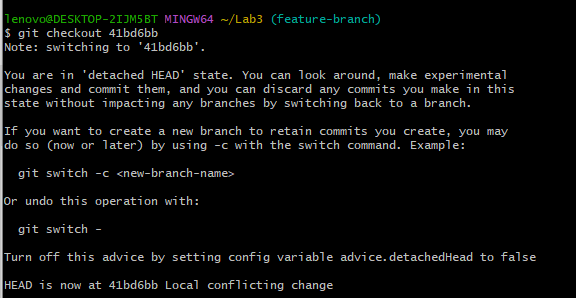 lenovo@DESKTOP-2IJM5BT MINGW64 ~/Lab3 (feature-branch)
$ git checkout 41bd6bb
Note: switching to '41bd6bb'.

You are in 'detached HEAD' state. You can look around, make experimental
changes and commit them, and you can discard any commits you make in this
state without impacting any branches by switching back to a branch.

If you want to create a new branch to retain commits you create, you may
do so (now or later) by using -c with the switch command. Example:

  git switch -c <new-branch-name>

Or undo this operation with:

  git switch -

Turn off this advice by setting config variable advice.detachedHead to false

HEAD is now at 41bd6bb Local conflicting change